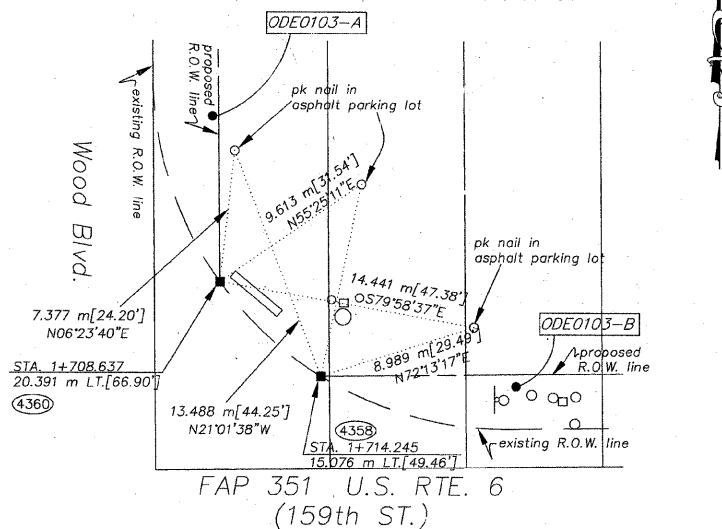 ODE0103-A
proposed
R.O.W. line
existing R.O.W. line
pk nail in
asphalt parking lot
Wood Blvd.
9.613 m[31.54']
N55°25'11"E
pk nail in
asphalt parking lot
14.441 m[47.38']
S79°58'37"E
7.377 m[24.20']
N06°23'40"E
ODE0103-B
8.989 m[29.49']
N72°13'17"E
proposed
R.O.W. line
STA. 1+708.637
20.391 m LT.[66.90']
4360
13.488 m[44.25']
N21°01'38"W
4358
STA. 1+714.245
15.076 m LT.[49.46']
existing R.O.W. line
FAP 351 U.S. RTE. 6
(159th ST.)